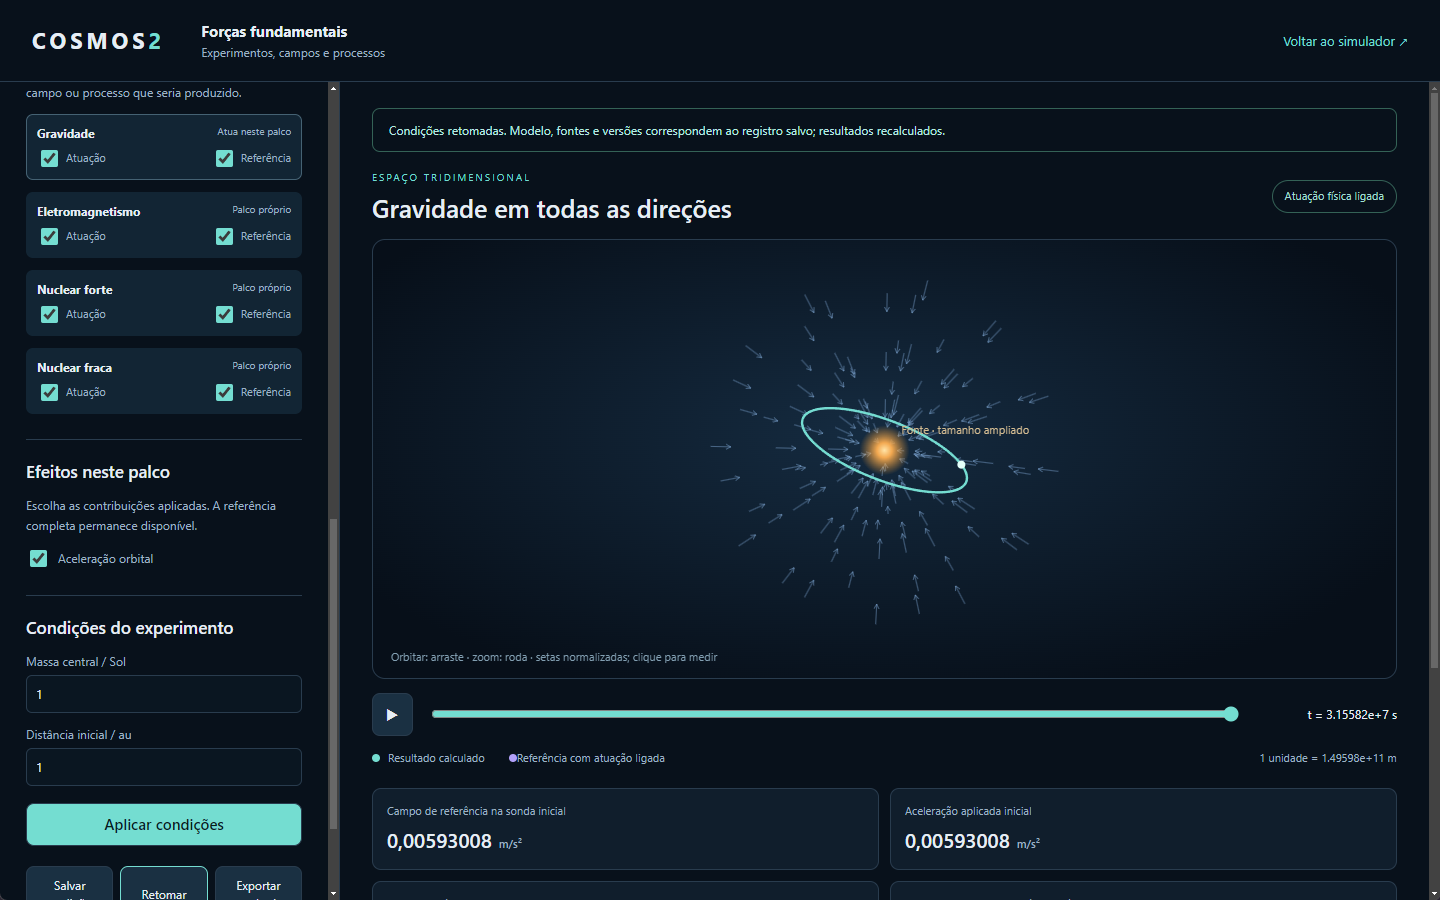 COSMOS2
Forças fundamentais
Experimentos, campos e processos
Voltar ao simulador ↗
campo ou processo que seria produzido.
Gravidade
Atua neste palco
Atuação
Referência
Eletromagnetismo
Palco próprio
Atuação
Referência
Nuclear forte
Palco próprio
Atuação
Referência
Nuclear fraca
Palco próprio
Atuação
Referência
Efeitos neste palco
Escolha as contribuições aplicadas. A referência
completa permanece disponível.
Aceleração orbital
Condições do experimento
Massa central / Sol
1
Distância inicial / au
1
Aplicar condições
Salvar
Retomar
Exportar
Condições retomadas. Modelo, fontes e versões correspondem ao registro salvo; resultados recalculados.
ESPAÇO TRIDIMENSIONAL
Gravidade em todas as direções
Atuação física ligada
Fonte · tamanho ampliado
Orbitar: arraste · zoom: roda · setas normalizadas; clique para medir
t = 3.15582e+7 s
Resultado calculado
Referência com atuação ligada
1 unidade = 1.49598e+11 m
Campo de referência na sonda inicial
0,00593008 m/s²
Aceleração aplicada inicial
0,00593008 m/s²